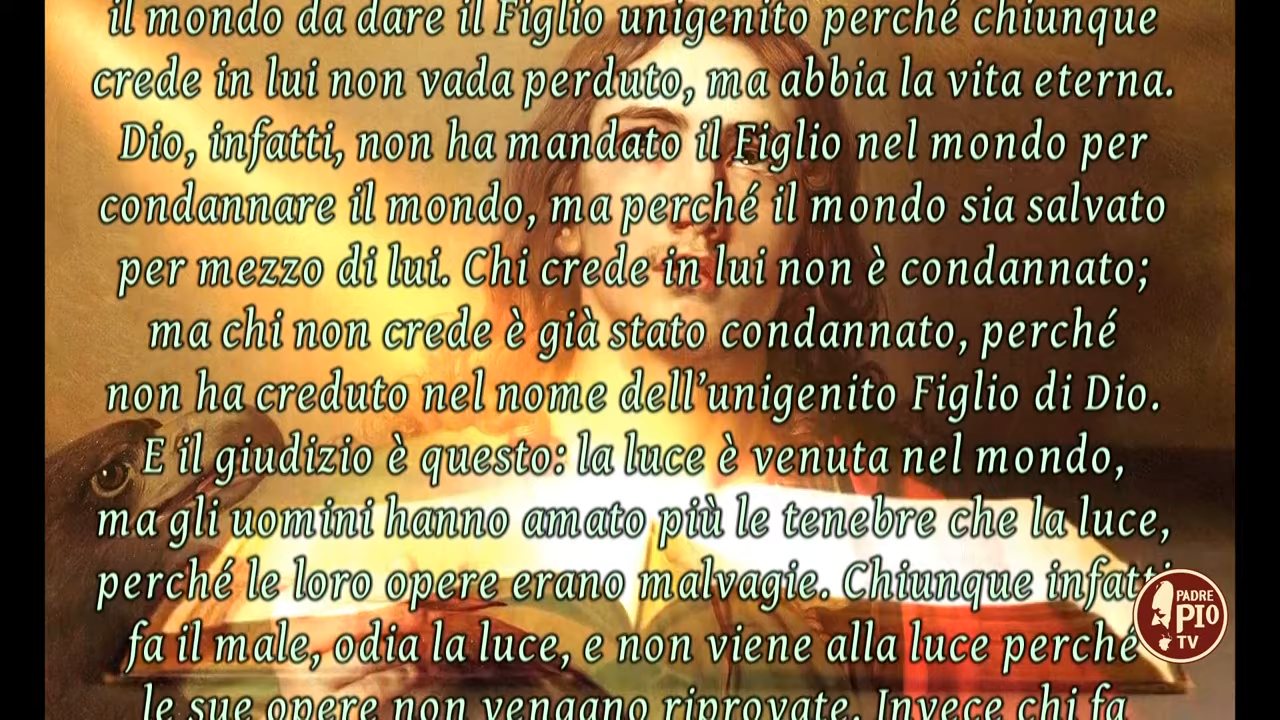 il mondo da dare il Figlio unigenito perché chiunque
crede in lui non vada perduto, ma abbia la vita eterna.
Dio, infatti, non ha mandato il Figlio nel mondo per
condannare il mondo, ma perché il mondo sia salvato
per mezzo di lui. Chi crede in lui non è condannato;
ma chi non crede è già stato condannato, perché
non ha creduto nel nome dell’unigenito Figlio di Dio.
E il giudizio è questo: la luce è venuta nel mondo,
ma gli uomini hanno amato più le tenebre che la luce,
perché le loro opere erano malvagie. Chiunque infatti
fa il male, odia la luce, e non viene alla luce perché
le sue opere non vengano riprovate. Invece chi fa
PADRE
PIO
TV